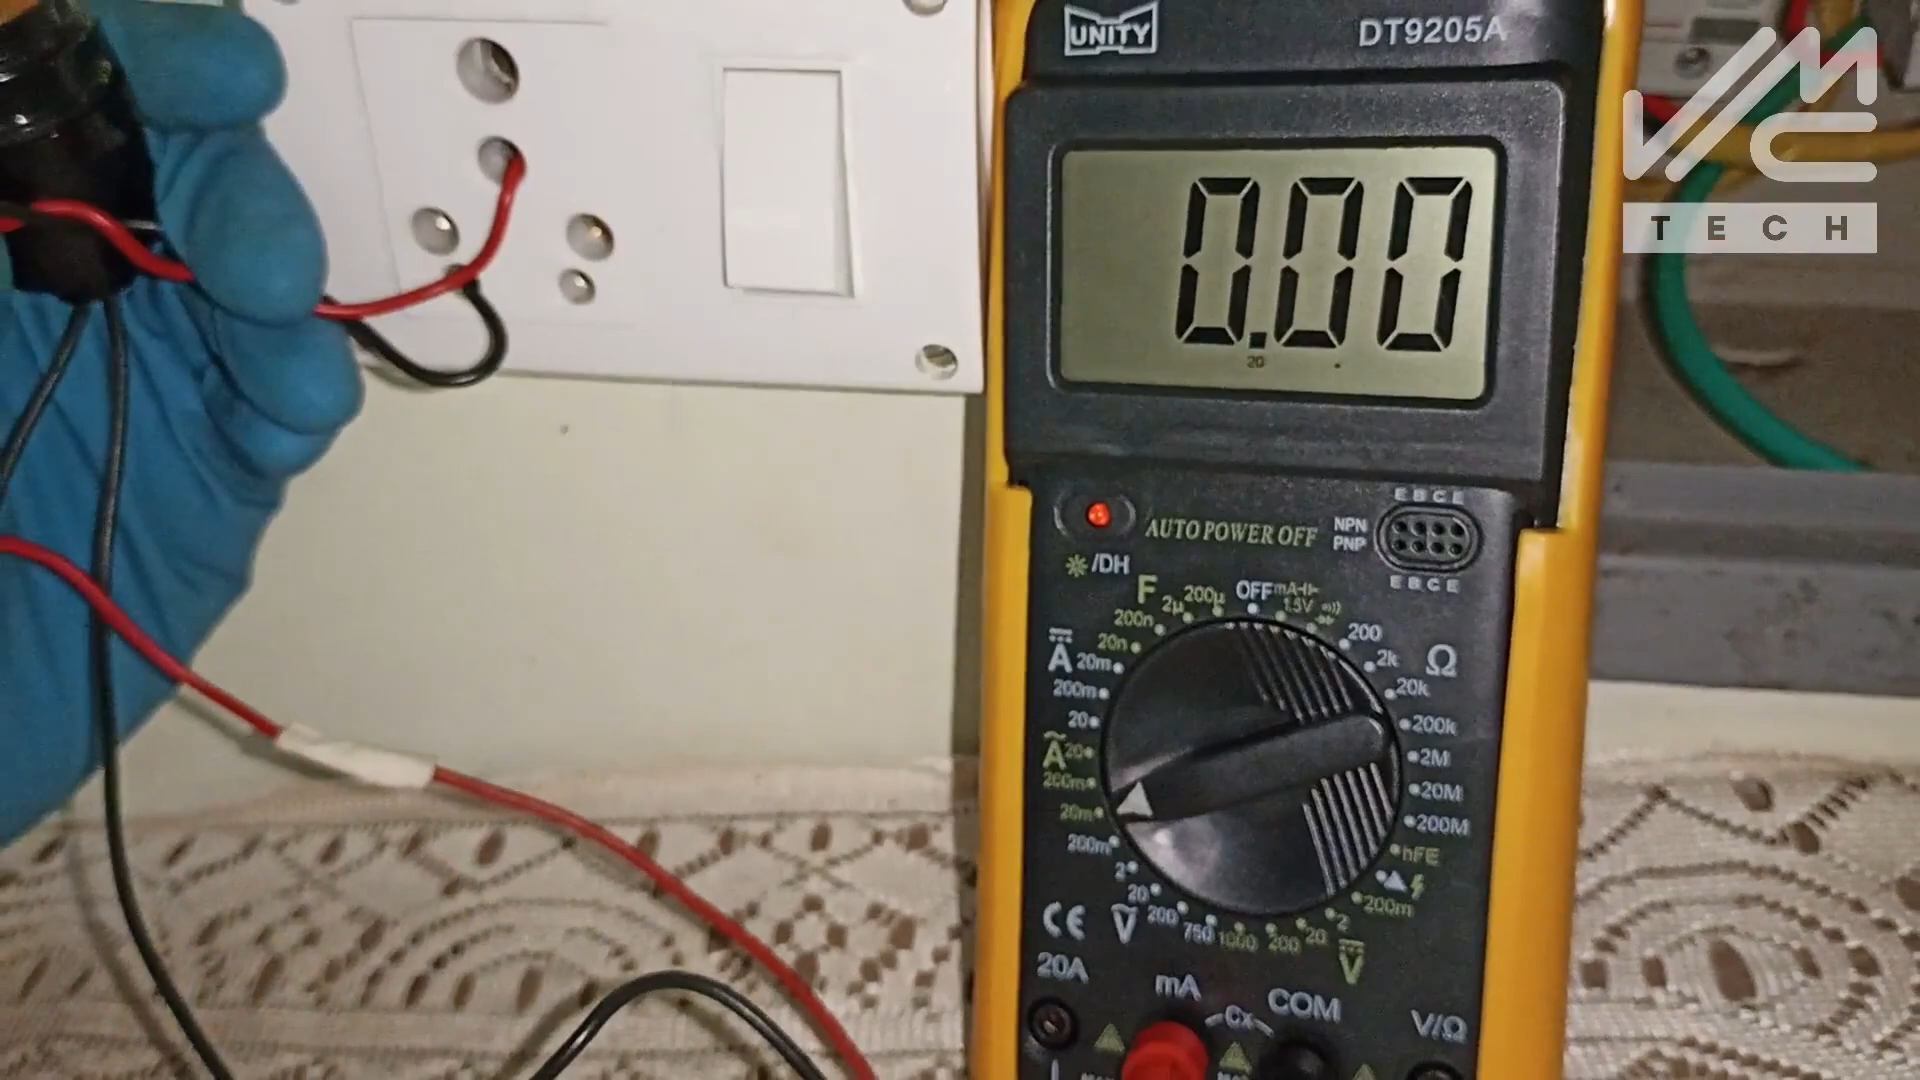 UNITY
DT9205A
VMC
TECH
0.00
20
AUTO POWER OFF
NPN
PNP
E B C E
E B C E
/DH
F
2µ
200µ
OFF
mA
1.5V
200n
20n
200
2k
Ω
20k
A
20m
200m
20
200k
2M
A
20
200m
20m
20M
200M
200m
2
20
200
750
1000
200
20
2
200m
hFE
CE
V
V
20A
mA
Cx
COM
V/Ω